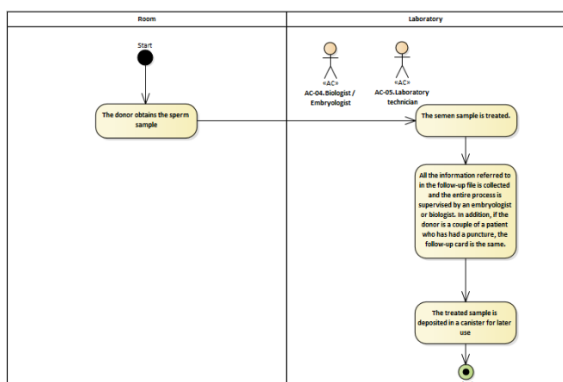 Room
Laboratory
Start
«AC»
AC-04.Biologist /
Embryologist
«AC»
AC-05.Laboratory
technician
The donor obtains the sperm
sample
The semen sample is treated.
All the information referred to
in the follow-up file is collected
and the entire process is
supervised by an embryologist
or biologist. In addition, if the
donor is a couple of a patient
who has had a puncture, the
follow-up card is the same.
The treated sample is
deposited in a canister for later
use